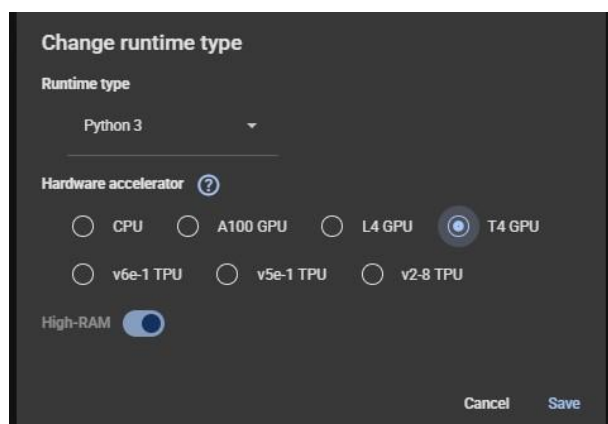 Change runtime type
Runtime type
Python 3
Hardware accelerator ?
CPU A100 GPU L4 GPU T4 GPU
v6e-1 TPU v5e-1 TPU v2-8 TPU
High-RAM
Cancel Save